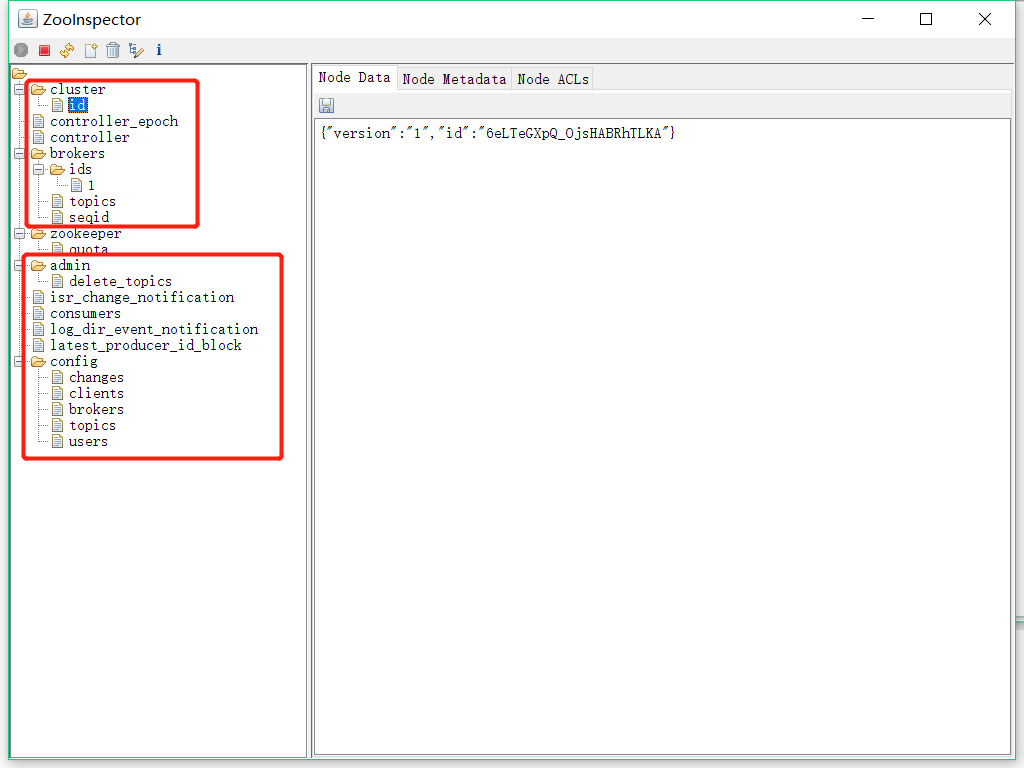 ZooInspector
cluster
id
controller_epoch
controller
brokers
ids
1
topics
seqid
zookeeper
quota
admin
delete_topics
isr_change_notification
consumers
log_dir_event_notification
latest_producer_id_block
config
changes
clients
brokers
topics
users
Node Data Node Metadata Node ACLs
{"version":"1","id":"6eLTeGXpQ_OjsHABRhTLKA"}